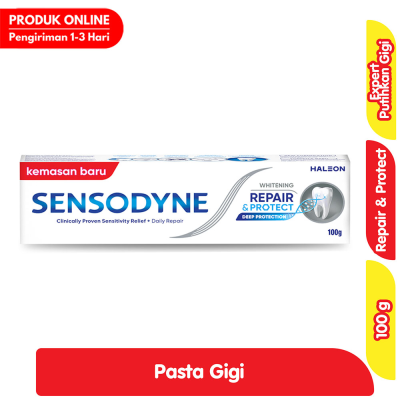 PRODUK ONLINE
Pengiriman 1-3 Hari
Expert
Putihkan Gigi
kemasan baru
HALEON
SENSODYNE
Clinically Proven Sensitivity Relief • Daily Repair
WHITENING
REPAIR
& PROTECT
DEEP PROTECTION
100g
Repair & Protect
100 g
Pasta Gigi